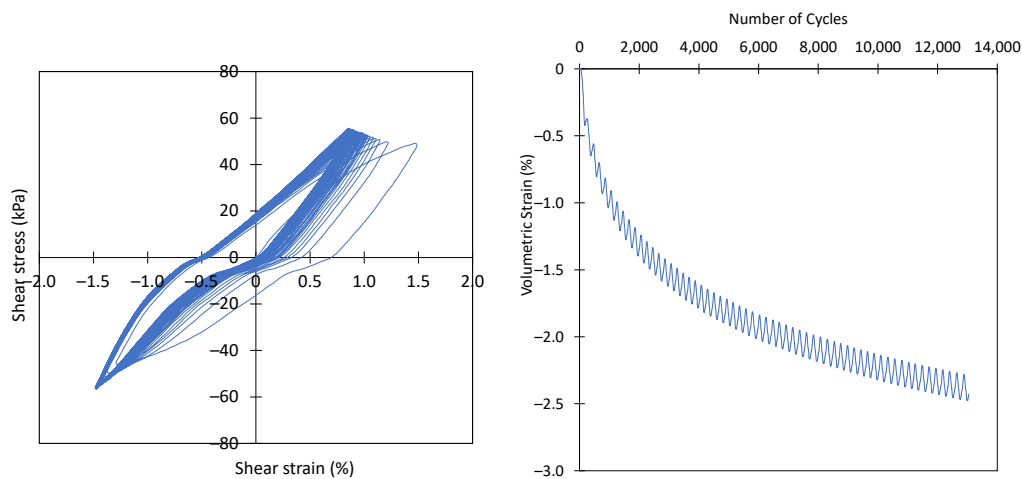 80
60
40
20
0
−20
−40
−60
−80
−2.0 −1.5 −1.0 −0.5 0 0.5 1.0 1.5 2.0
Shear stress (kPa)
Shear strain (%)
Number of Cycles
0 2,000 4,000 6,000 8,000 10,000 12,000 14,000
0
−0.5
−1.0
−1.5
−2.0
−2.5
−3.0
Volumetric Strain (%)